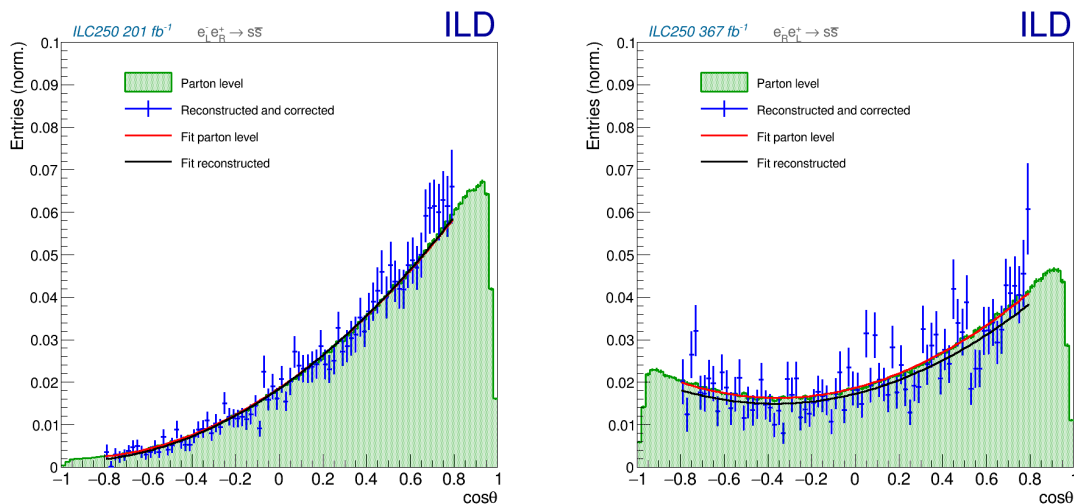 ILC250 201 fb⁻¹ e⁻Le⁺R → ss̅ ILD
Entries (norm.)
0.1
0.09
0.08
0.07
0.06
0.05
0.04
0.03
0.02
0.01
0
Parton level
Reconstructed and corrected
Fit parton level
Fit reconstructed
−1 −0.8 −0.6 −0.4 −0.2 0 0.2 0.4 0.6 0.8 1
cosθ
ILC250 367 fb⁻¹ e⁻Re⁺L → ss̅ ILD
Entries (norm.)
0.1
0.09
0.08
0.07
0.06
0.05
0.04
0.03
0.02
0.01
0
Parton level
Reconstructed and corrected
Fit parton level
Fit reconstructed
−1 −0.8 −0.6 −0.4 −0.2 0 0.2 0.4 0.6 0.8 1
cosθ